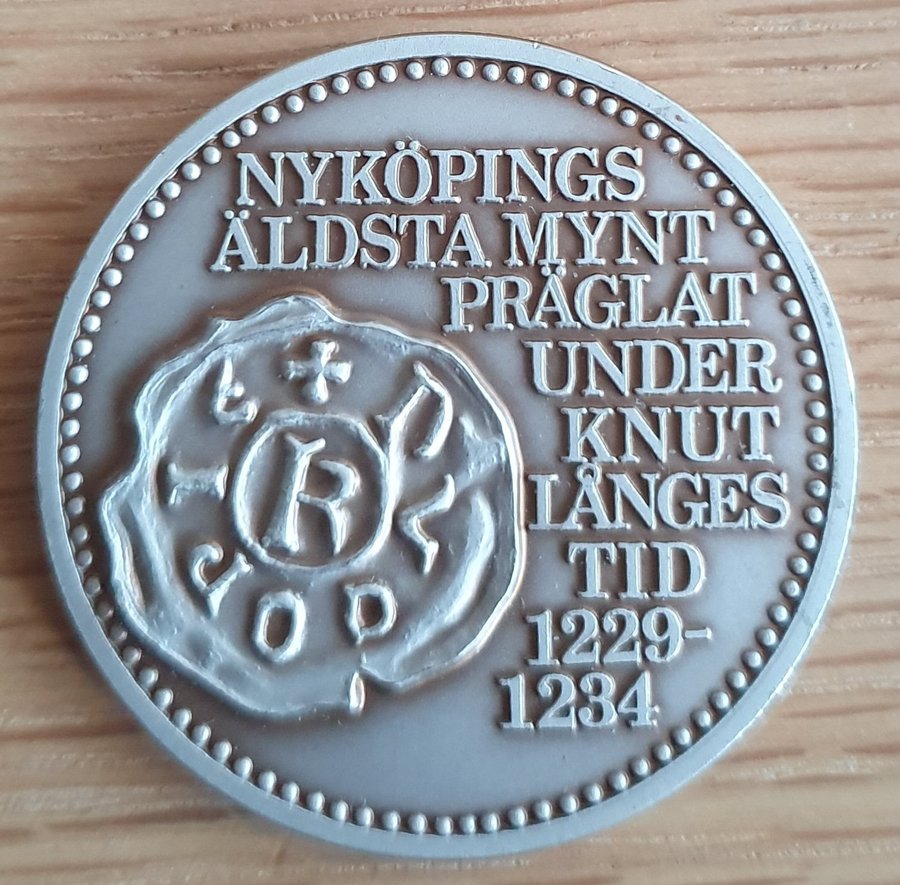 NYKÖPINGS
ÄLDSTA MYNT
PRÄGLAT
UNDER
KNUT
LÅNGES
TID
1229-
1234